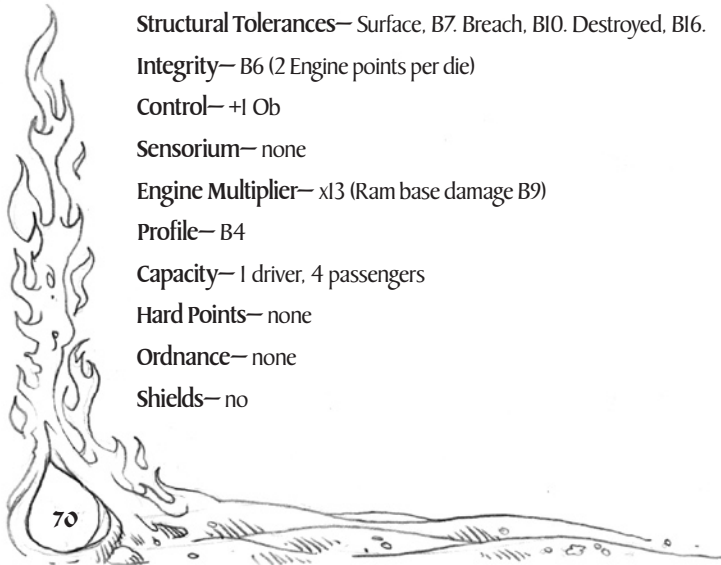 Structural Tolerances— Surface, B7. Breach, B10. Destroyed, B16.
Integrity— B6 (2 Engine points per die)
Control— +1 Ob
Sensorium— none
Engine Multiplier— x13 (Ram base damage B9)
Profile— B4
Capacity— 1 driver, 4 passengers
Hard Points— none
Ordnance— none
Shields— no
70